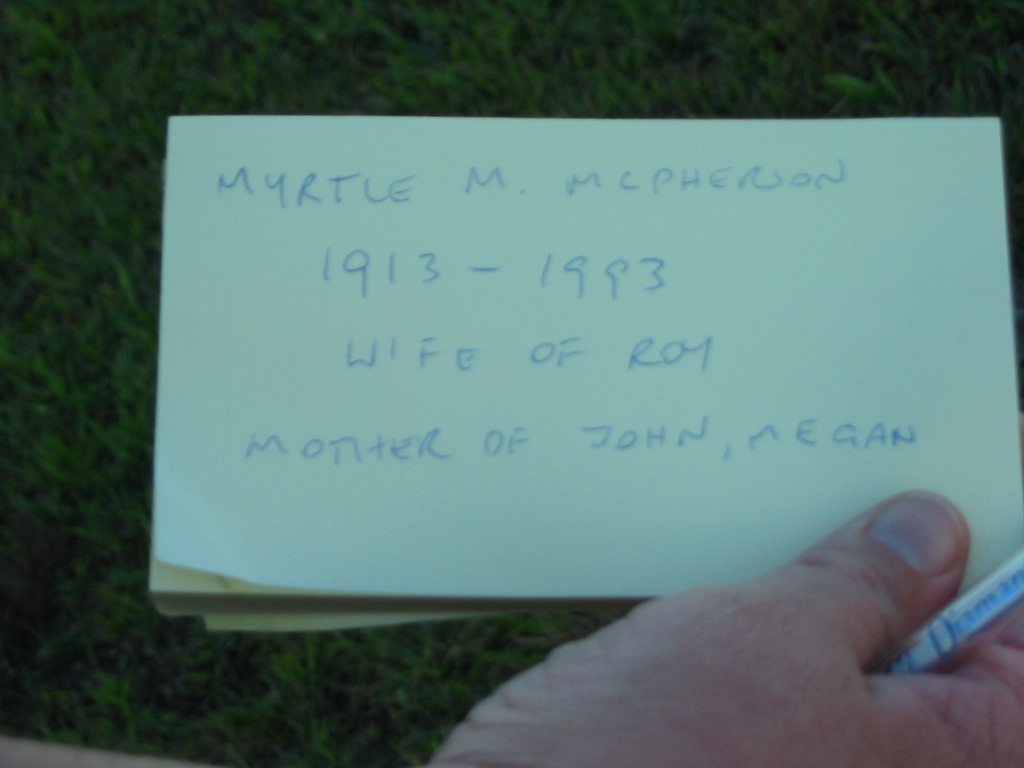 MYRTLE M. MCPHERSON
1913 - 1993
WIFE OF ROY
MOTHER OF JOHN, MEGAN